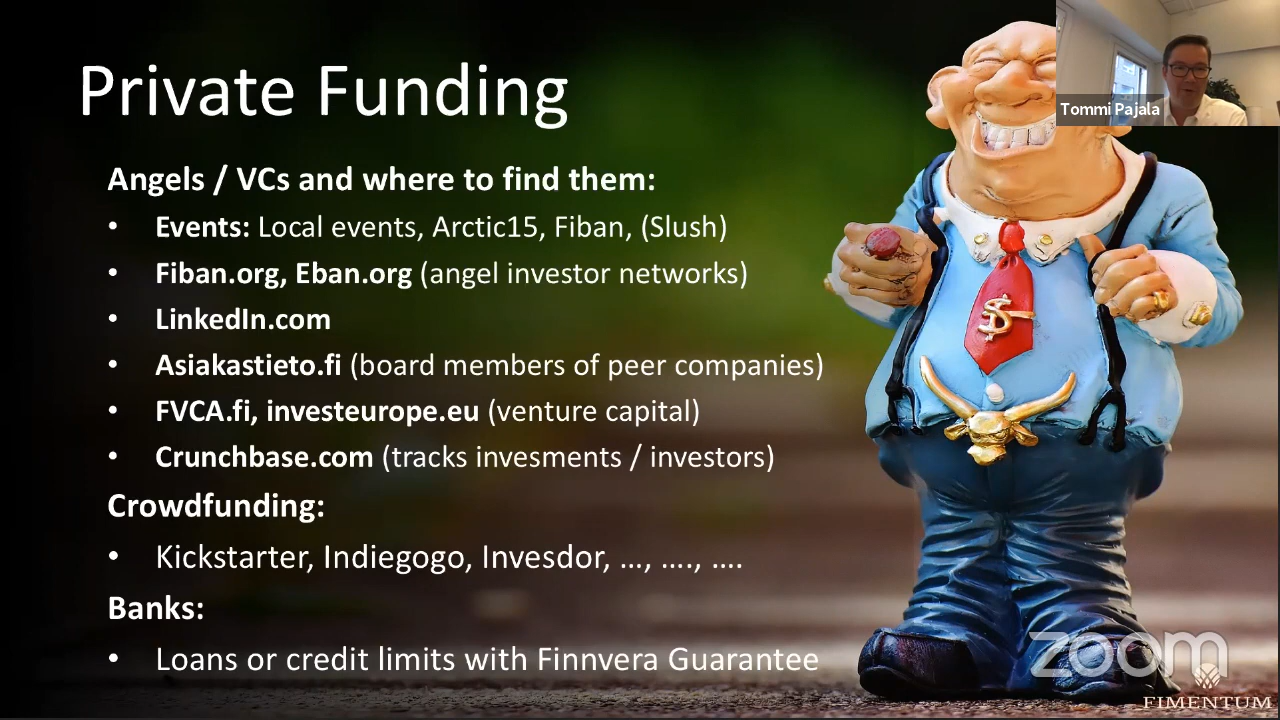 Private Funding
Tommi Pajala
Angels / VCs and where to find them:
• Events: Local events, Arctic15, Fiban, (Slush)
• Fiban.org, Eban.org (angel investor networks)
• LinkedIn.com
• Asiakastieto.fi (board members of peer companies)
• FVCA.fi, investeurope.eu (venture capital)
• Crunchbase.com (tracks invesments / investors)
Crowdfunding:
• Kickstarter, Indiegogo, Invesdor, …, …., ….
Banks:
• Loans or credit limits with Finnvera Guarantee
$
zoom
FIMENTUM